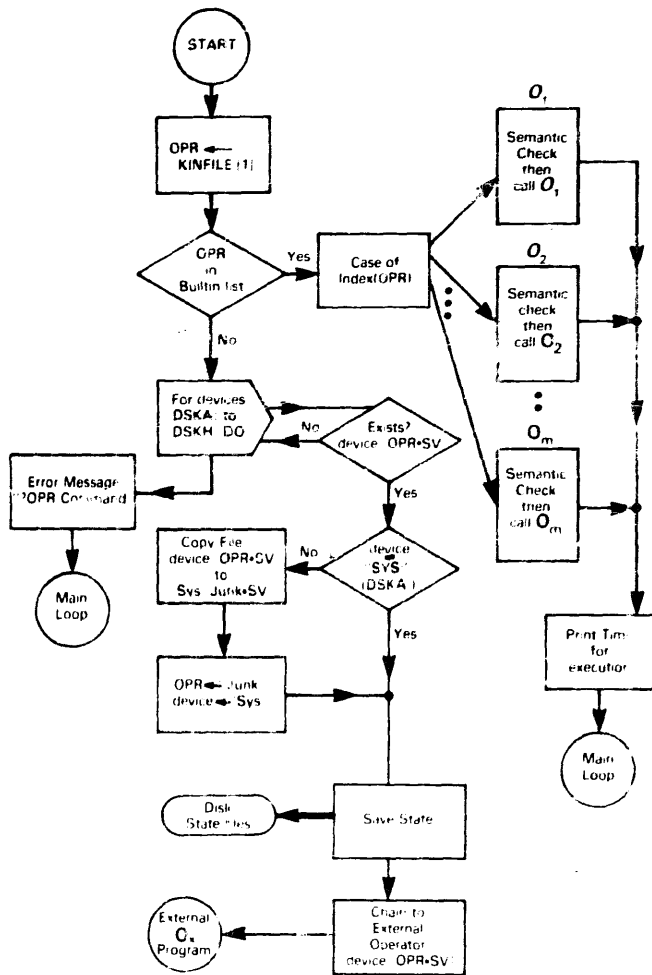 START
OPR ←
KINFILE (1)
OPR
in
Builtin list
Yes
No
Case of
Index(OPR)
O1
Semantic
Check
then
call O1
O2
Semantic
check
then
call O2
Om
Semantic
Check
then
call Om
For devices
DSKA: to
DSKH: DO
No
Exists?
device: OPR•SV
Yes
Error Message
??OPR Command
Main
Loop
Copy File
device: OPR•SV
to
Sys: Junk•SV
No
device
=
"SYS"
(DSKA:)
Yes
OPR ← Junk
device ← Sys
Print Time
for
execution
Main
Loop
Disk
State files
Save State
External
Ox
Program
Chain to
External
Operator
device: OPR•SV